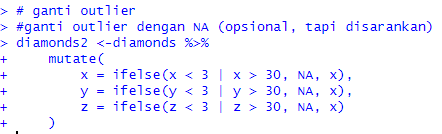 > # ganti outlier
> #ganti outlier dengan NA (opsional, tapi disarankan)
> diamonds2 <-diamonds %>%
+     mutate(
+         x = ifelse(x < 3 | x > 30, NA, x),
+         y = ifelse(y < 3 | y > 30, NA, y),
+         z = ifelse(z < 3 | z > 30, NA, x)
+     )